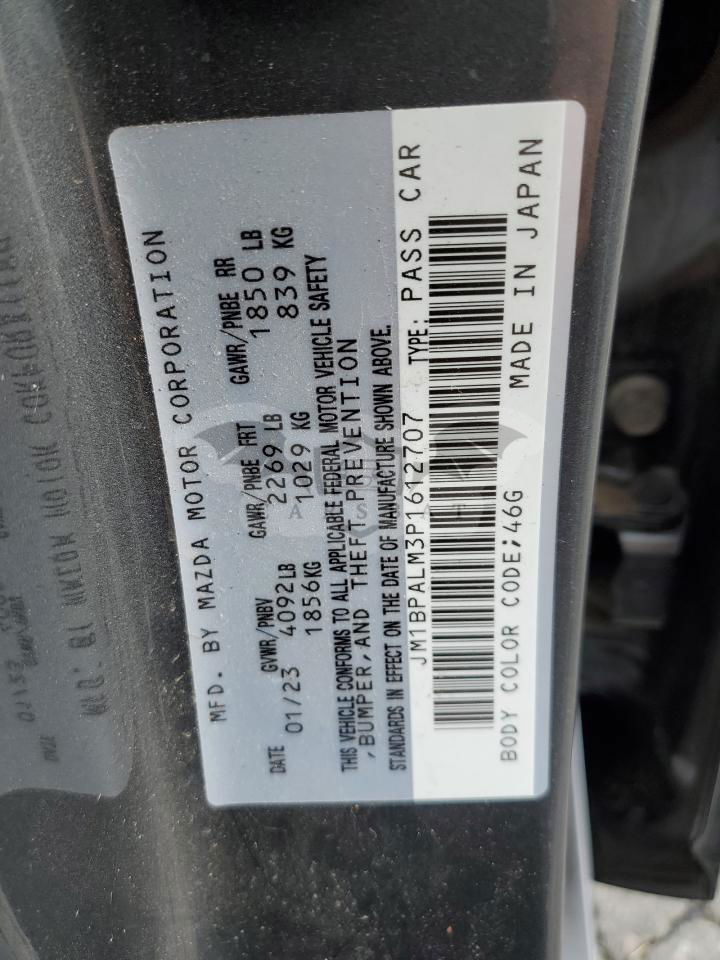 MFD. BY MAZDA MOTOR CORPORATION
DATE GVWR/PNBV GAWR/PNBE FRT GAWR/PNBE RR
01/23 4092LB 2269 LB 1850 LB
1856KG 1029 KG 839 KG
THIS VEHICLE CONFORMS TO ALL APPLICABLE FEDERAL MOTOR VEHICLE SAFETY
,BUMPER,AND THEFT PREVENTION
STANDARDS IN EFFECT ON THE DATE OF MANUFACTURE SHOWN ABOVE.
JM1BPALM3P1612707 TYPE: PASS CAR
BODY COLOR CODE;46G MADE IN JAPAN